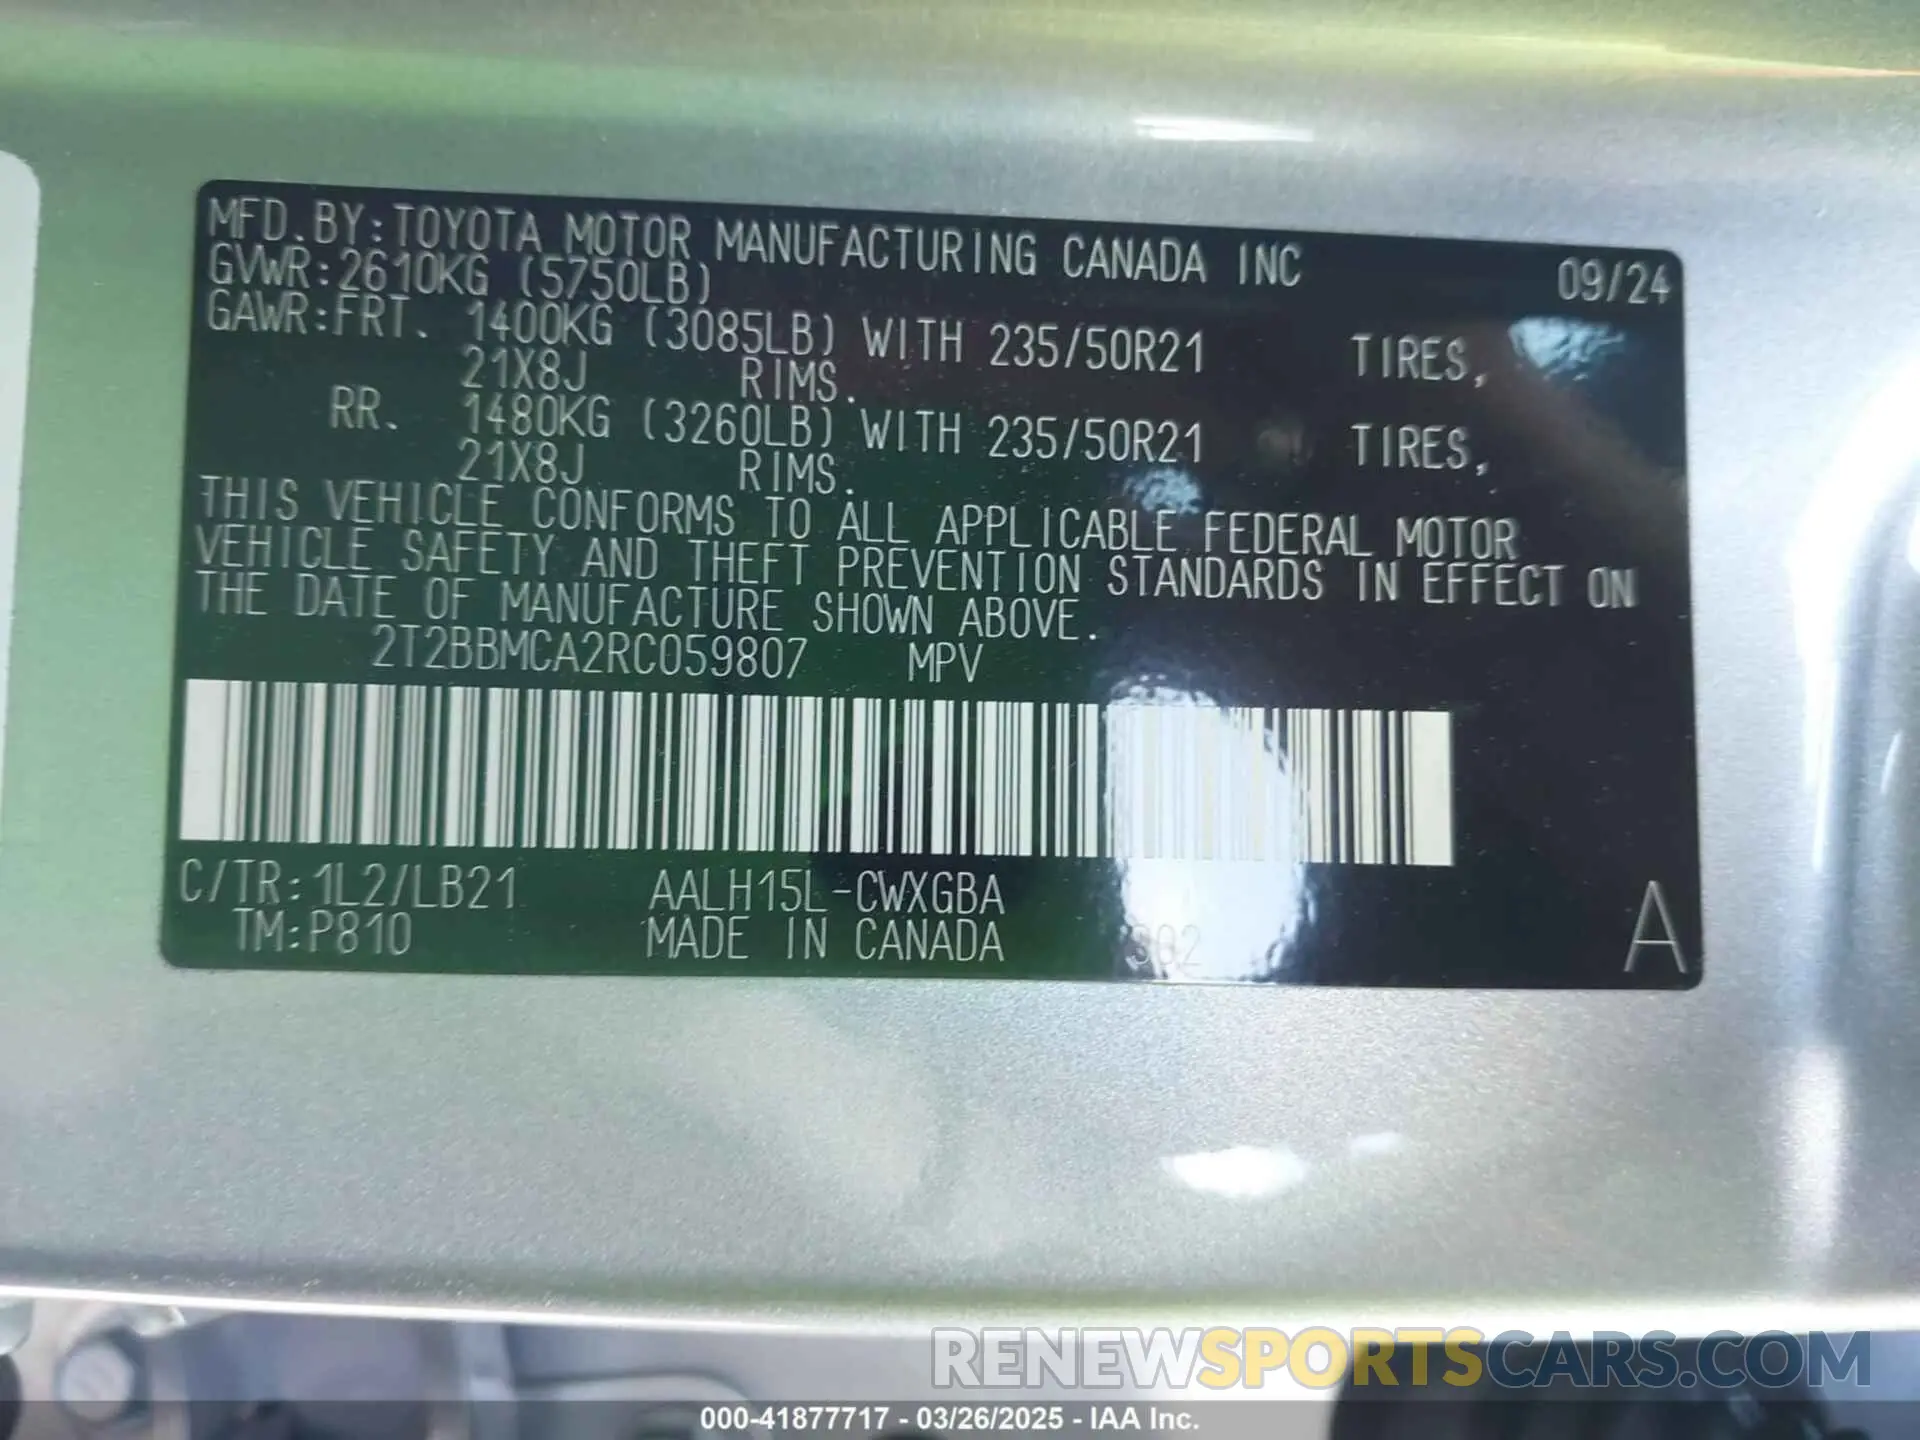 MFD.BY:TOYOTA MOTOR MANUFACTURING CANADA INC 09/24
GVWR:2610KG (5750LB)
GAWR:FRT. 1400KG (3085LB) WITH 235/50R21 TIRES,
21X8J RIMS.
RR. 1480KG (3260LB) WITH 235/50R21 TIRES,
21X8J RIMS.
THIS VEHICLE CONFORMS TO ALL APPLICABLE FEDERAL MOTOR
VEHICLE SAFETY AND THEFT PREVENTION STANDARDS IN EFFECT ON
THE DATE OF MANUFACTURE SHOWN ABOVE.
2T2BBMCA2RC059807 MPV
C/TR:1L2/LB21 AALH15L-CWXGBA
TM:P810 MADE IN CANADA 302 A
RENEWSPORTSCARS.COM
000-41877717 - 03/26/2025 - IAA Inc.